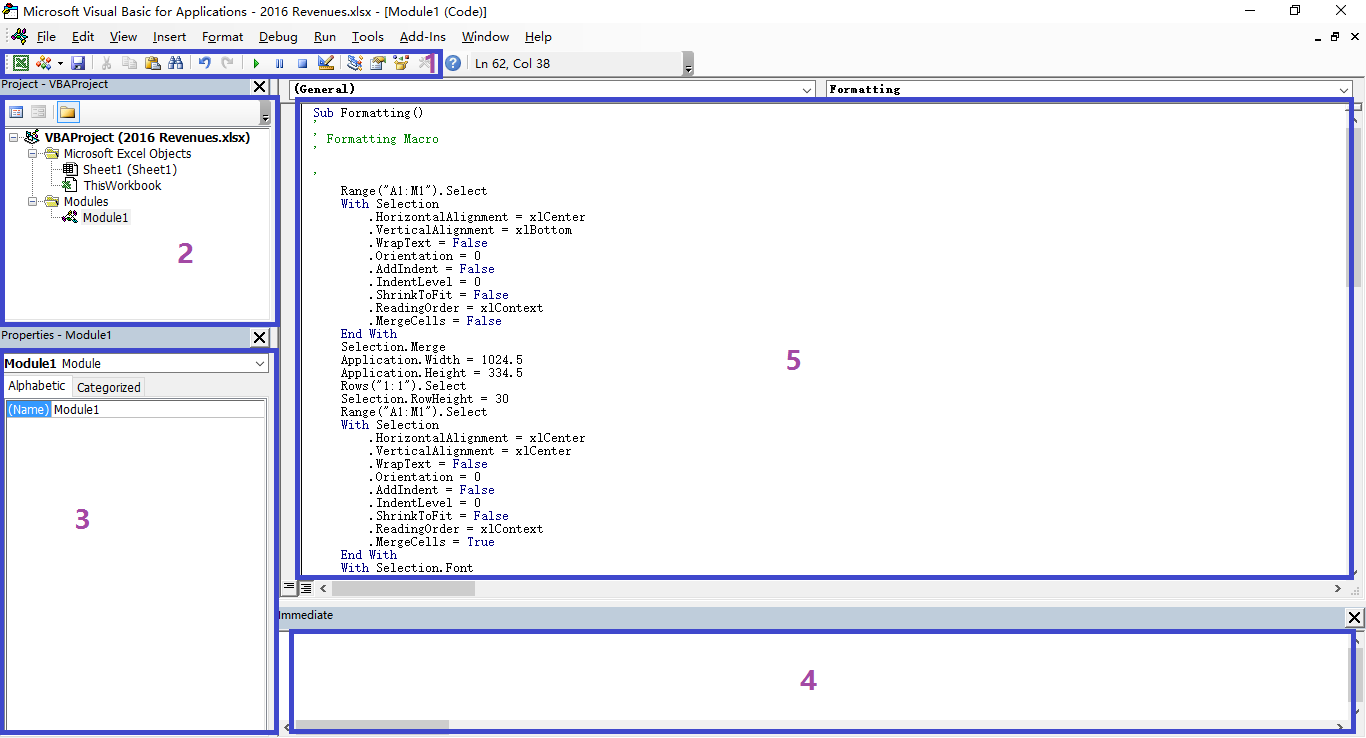 Microsoft Visual Basic for Applications - 2016 Revenues.xlsx - [Module1 (Code)]
File Edit View Insert Format Debug Run Tools Add-Ins Window Help
1 Ln 62, Col 38
Project - VBAProject
VBAProject (2016 Revenues.xlsx)
Microsoft Excel Objects
Sheet1 (Sheet1)
ThisWorkbook
Modules
Module1
2
Properties - Module1
Module1 Module
Alphabetic Categorized
(Name) Module1
3
(General) Formatting
Sub Formatting()
'
' Formatting Macro
'
'
Range("A1:M1").Select
With Selection
.HorizontalAlignment = xlCenter
.VerticalAlignment = xlBottom
.WrapText = False
.Orientation = 0
.AddIndent = False
.IndentLevel = 0
.ShrinkToFit = False
.ReadingOrder = xlContext
.MergeCells = False
End With
Selection.Merge
Application.Width = 1024.5
Application.Height = 334.5
Rows("1:1").Select
Selection.RowHeight = 30
Range("A1:M1").Select
With Selection
.HorizontalAlignment = xlCenter
.VerticalAlignment = xlCenter
.WrapText = False
.Orientation = 0
.AddIndent = False
.IndentLevel = 0
.ShrinkToFit = False
.ReadingOrder = xlContext
.MergeCells = True
End With
With Selection.Font
5
Immediate
4